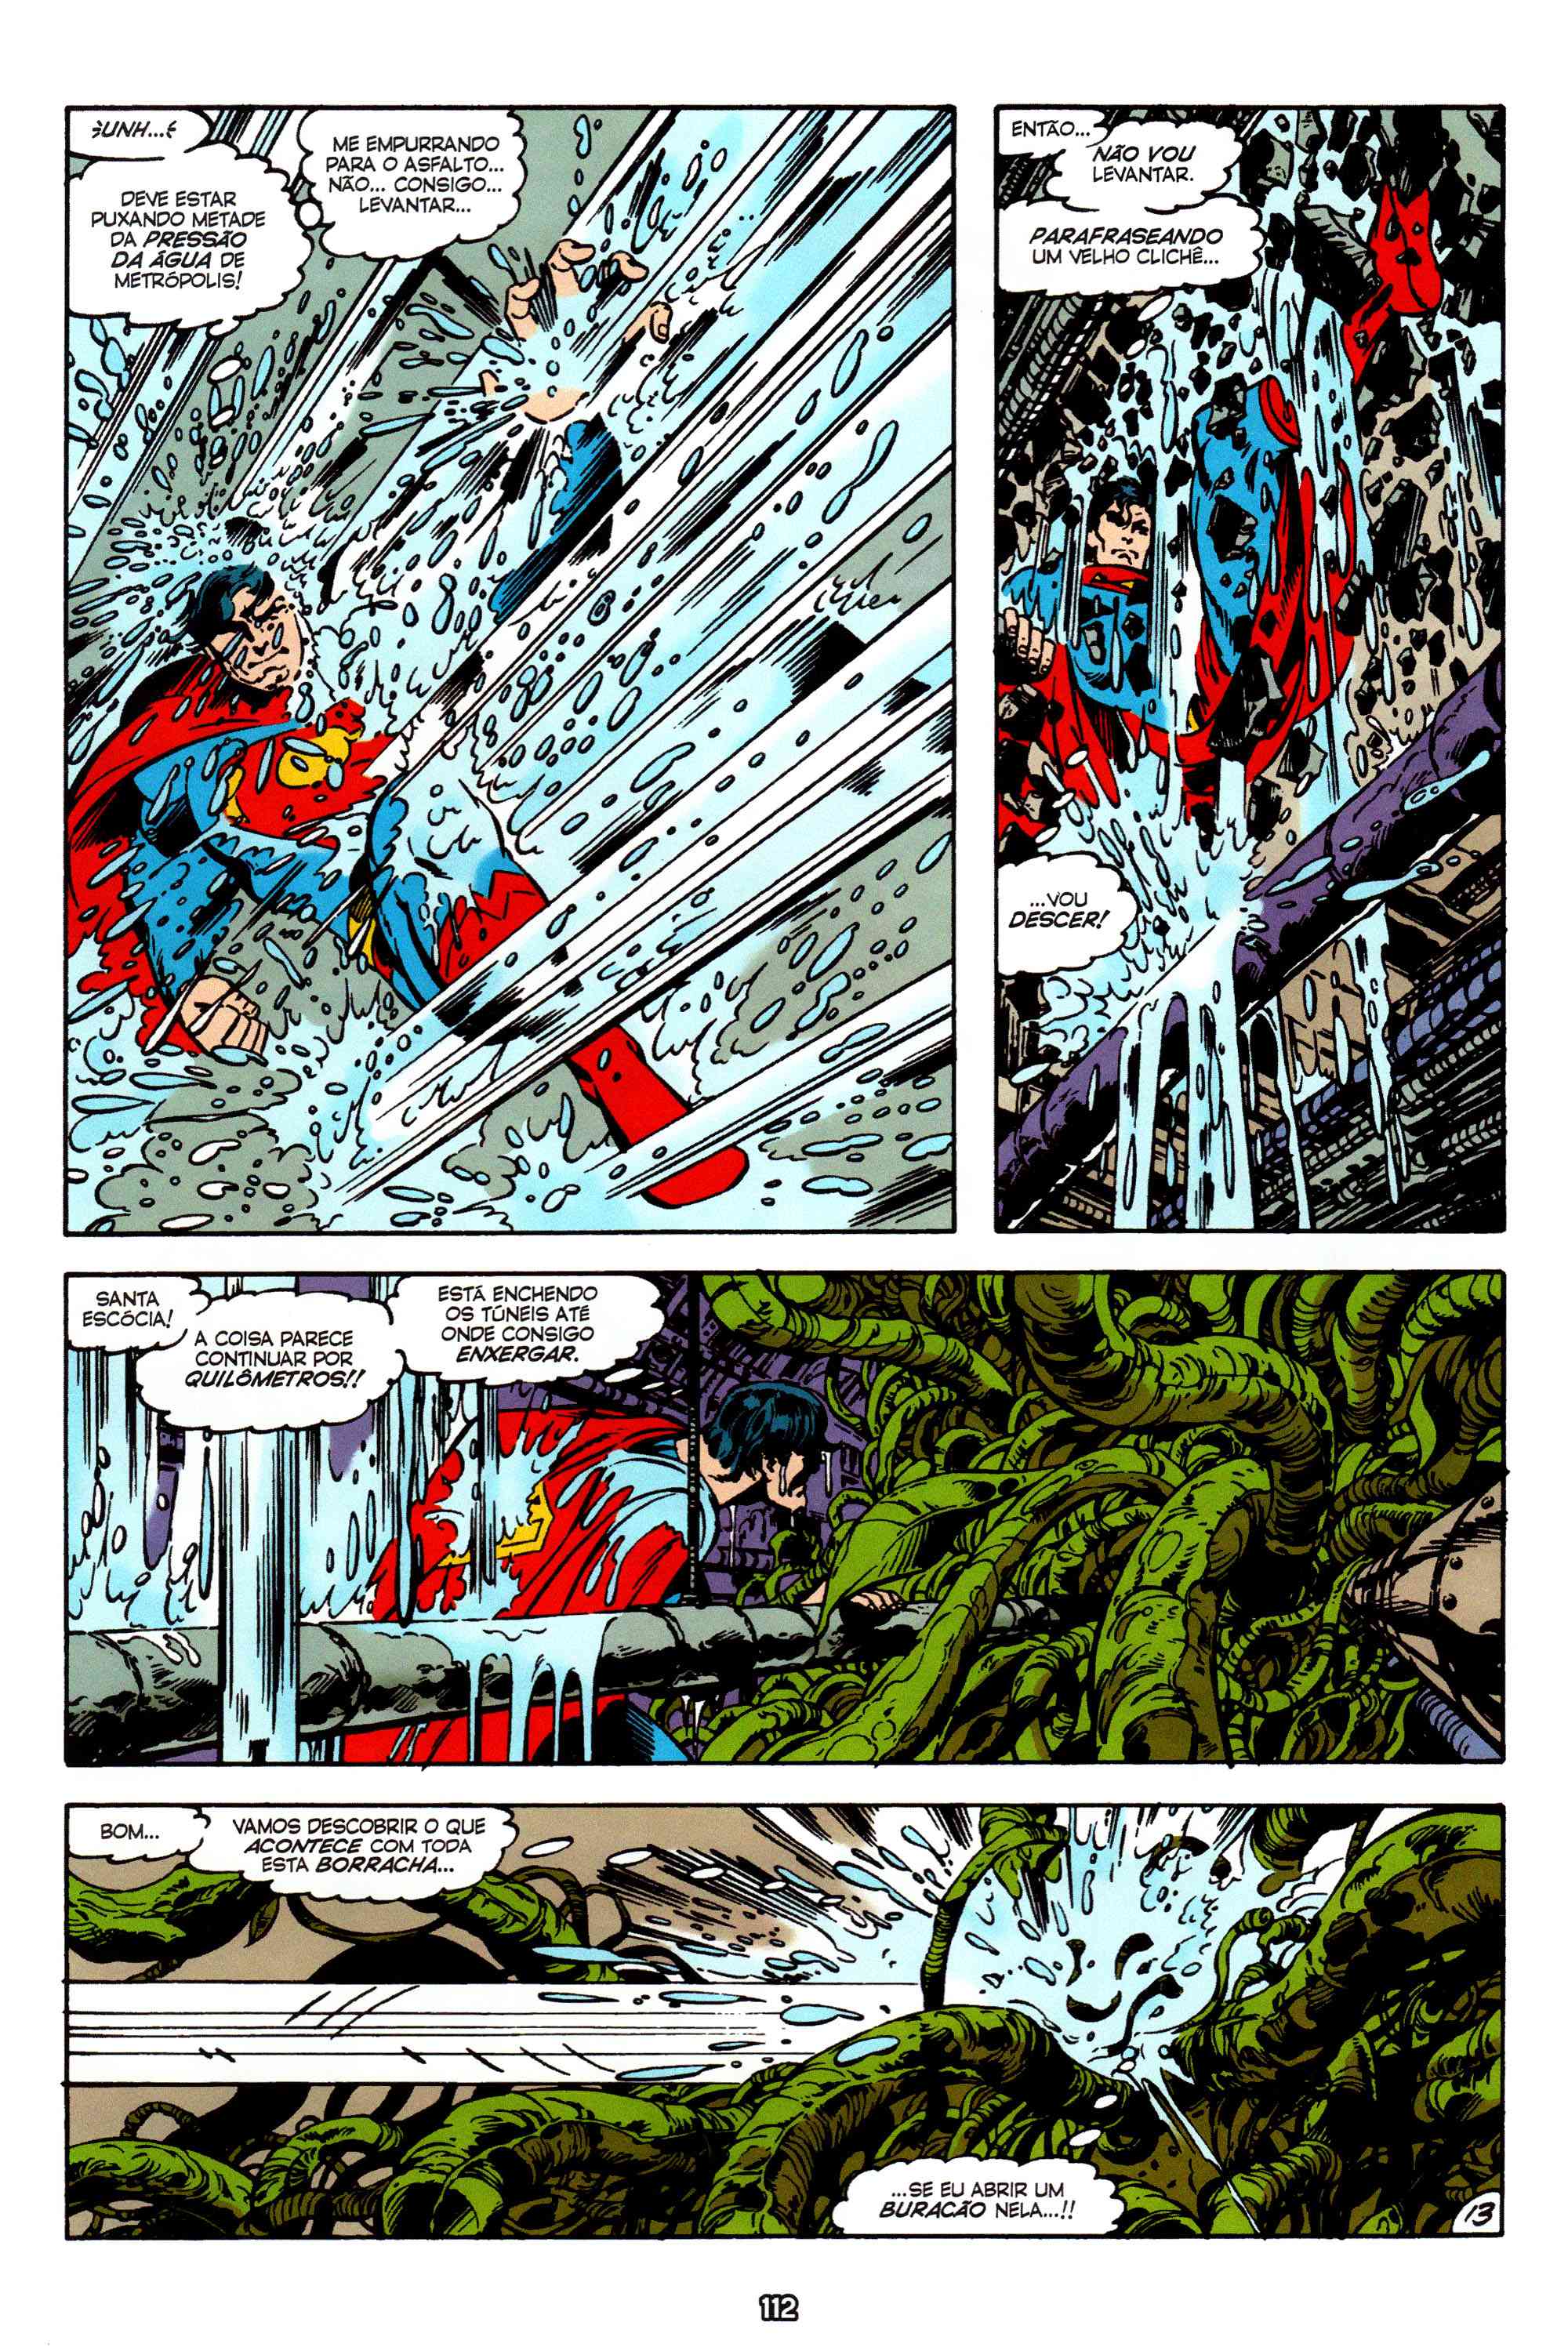 UNH...
DEVE ESTAR
PUXANDO METADE
DA PRESSÃO
DA ÁGUA DE
METRÓPOLIS!
ME EMPURRANDO
PARA O ASFALTO...
NÃO... CONSIGO...
LEVANTAR...
ENTÃO...
NÃO VOU
LEVANTAR.
PARAFRASEANDO
UM VELHO CLICHÊ...
...VOU
DESCER!
SANTA
ESCÓCIA!
A COISA PARECE
CONTINUAR POR
QUILÔMETROS!!
ESTÁ ENCHENDO
OS TÚNEIS ATÉ
ONDE CONSIGO
ENXERGAR.
BOM...
VAMOS DESCOBRIR O QUE
ACONTECE COM TODA
ESTA BORRACHA...
...SE EU ABRIR UM
BURACÃO NELA...!!
13
112